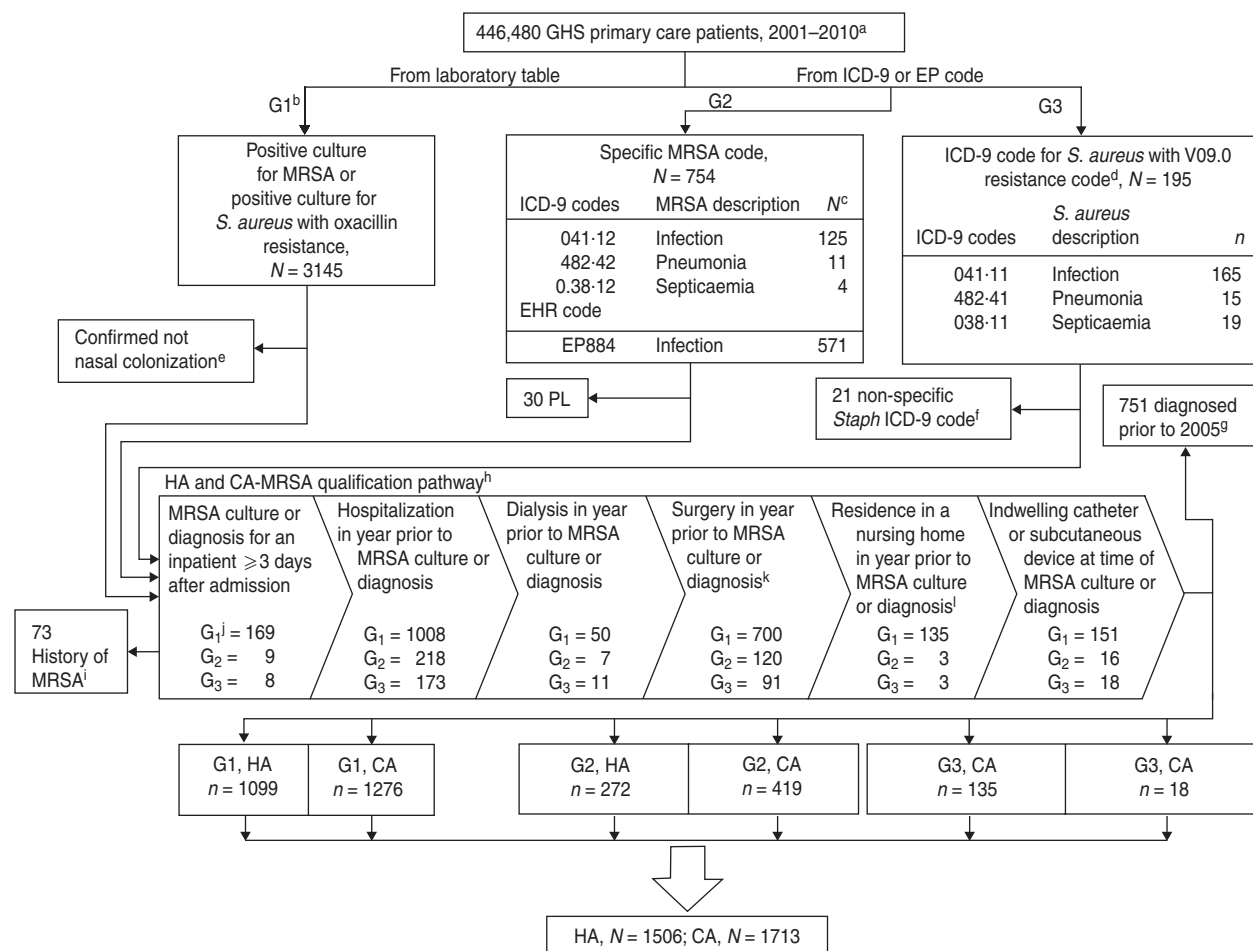 446,480 GHS primary care patients, 2001–2010a
From laboratory table
From ICD-9 or EP code
G1b
G2
G3
Positive culture
for MRSA or
positive culture for
S. aureus with oxacillin
resistance,
N = 3145
Specific MRSA code,
N = 754
ICD-9 codes MRSA description Nc
041·12 Infection 125
482·42 Pneumonia 11
0.38·12 Septicaemia 4
EHR code
EP884 Infection 571
ICD-9 code for S. aureus with V09.0
resistance coded, N = 195
S. aureus
ICD-9 codes description n
041·11 Infection 165
482·41 Pneumonia 15
038·11 Septicaemia 19
Confirmed not
nasal colonizatione
30 PL
21 non-specific
Staph ICD-9 codef
751 diagnosed
prior to 2005g
HA and CA-MRSA qualification pathwayh
MRSA culture or
diagnosis for an
inpatient ⩾3 days
after admission
G1j = 169
G2 = 9
G3 = 8
Hospitalization
in year prior to
MRSA culture or
diagnosis
G1 = 1008
G2 = 218
G3 = 173
Dialysis in year
prior to MRSA
culture or
diagnosis
G1 = 50
G2 = 7
G3 = 11
Surgery in year
prior to MRSA
culture or
diagnosisk
G1 = 700
G2 = 120
G3 = 91
Residence in a
nursing home
in year prior to
MRSA culture
or diagnosisl
G1 = 135
G2 = 3
G3 = 3
Indwelling catheter
or subcutaneous
device at time of
MRSA culture or
diagnosis
G1 = 151
G2 = 16
G3 = 18
73
History of
MRSAi
G1, HA
n = 1099
G1, CA
n = 1276
G2, HA
n = 272
G2, CA
n = 419
G3, CA
n = 135
G3, CA
n = 18
HA, N = 1506; CA, N = 1713